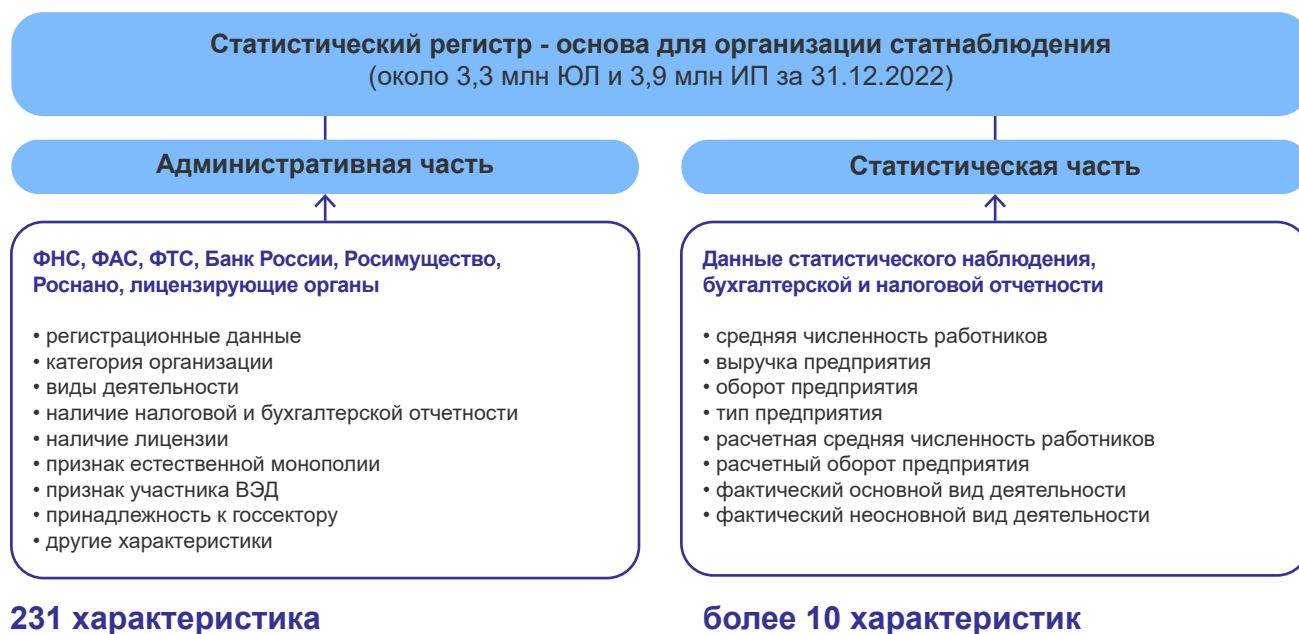 Статистический регистр - основа для организации статнаблюдения
(около 3,3 млн ЮЛ и 3,9 млн ИП за 31.12.2022)
Административная часть
ФНС, ФАС, ФТС, Банк России, Росимущество,
Роснано, лицензирующие органы
• регистрационные данные
• категория организации
• виды деятельности
• наличие налоговой и бухгалтерской отчетности
• наличие лицензии
• признак естественной монополии
• признак участника ВЭД
• принадлежность к госсектору
• другие характеристики
231 характеристика
Статистическая часть
Данные статистического наблюдения,
бухгалтерской и налоговой отчетности
• средняя численность работников
• выручка предприятия
• оборот предприятия
• тип предприятия
• расчетная средняя численность работников
• расчетный оборот предприятия
• фактический основной вид деятельности
• фактический неосновной вид деятельности
более 10 характеристик